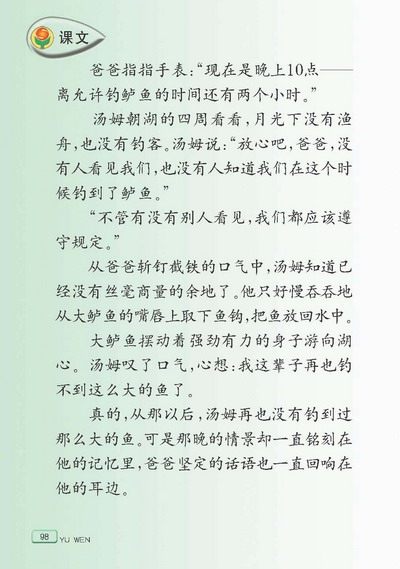 课文
爸爸指指手表：“现在是晚上10点——
离允许钓鲈鱼的时间还有两个小时。”
汤姆朝湖的四周看看，月光下没有渔
舟，也没有钓客。汤姆说：“放心吧，爸爸，没
有人看见我们，也没有人知道我们在这个时
候钓到了鲈鱼。”
“不管有没有别人看见，我们都应该遵
守规定。”
从爸爸斩钉截铁的口气中，汤姆知道已
经没有丝毫商量的余地了。他只好慢吞吞地
从大鲈鱼的嘴唇上取下鱼钩，把鱼放回水中。
大鲈鱼摆动着强劲有力的身子游向湖
心。汤姆叹了口气，心想：我这辈子再也钓
不到这么大的鱼了。
真的，从那以后，汤姆再也没有钓到过
那么大的鱼。可是那晚的情景却一直铭刻在
他的记忆里，爸爸坚定的话语也一直回响在
他的耳边。
98
YU WEN